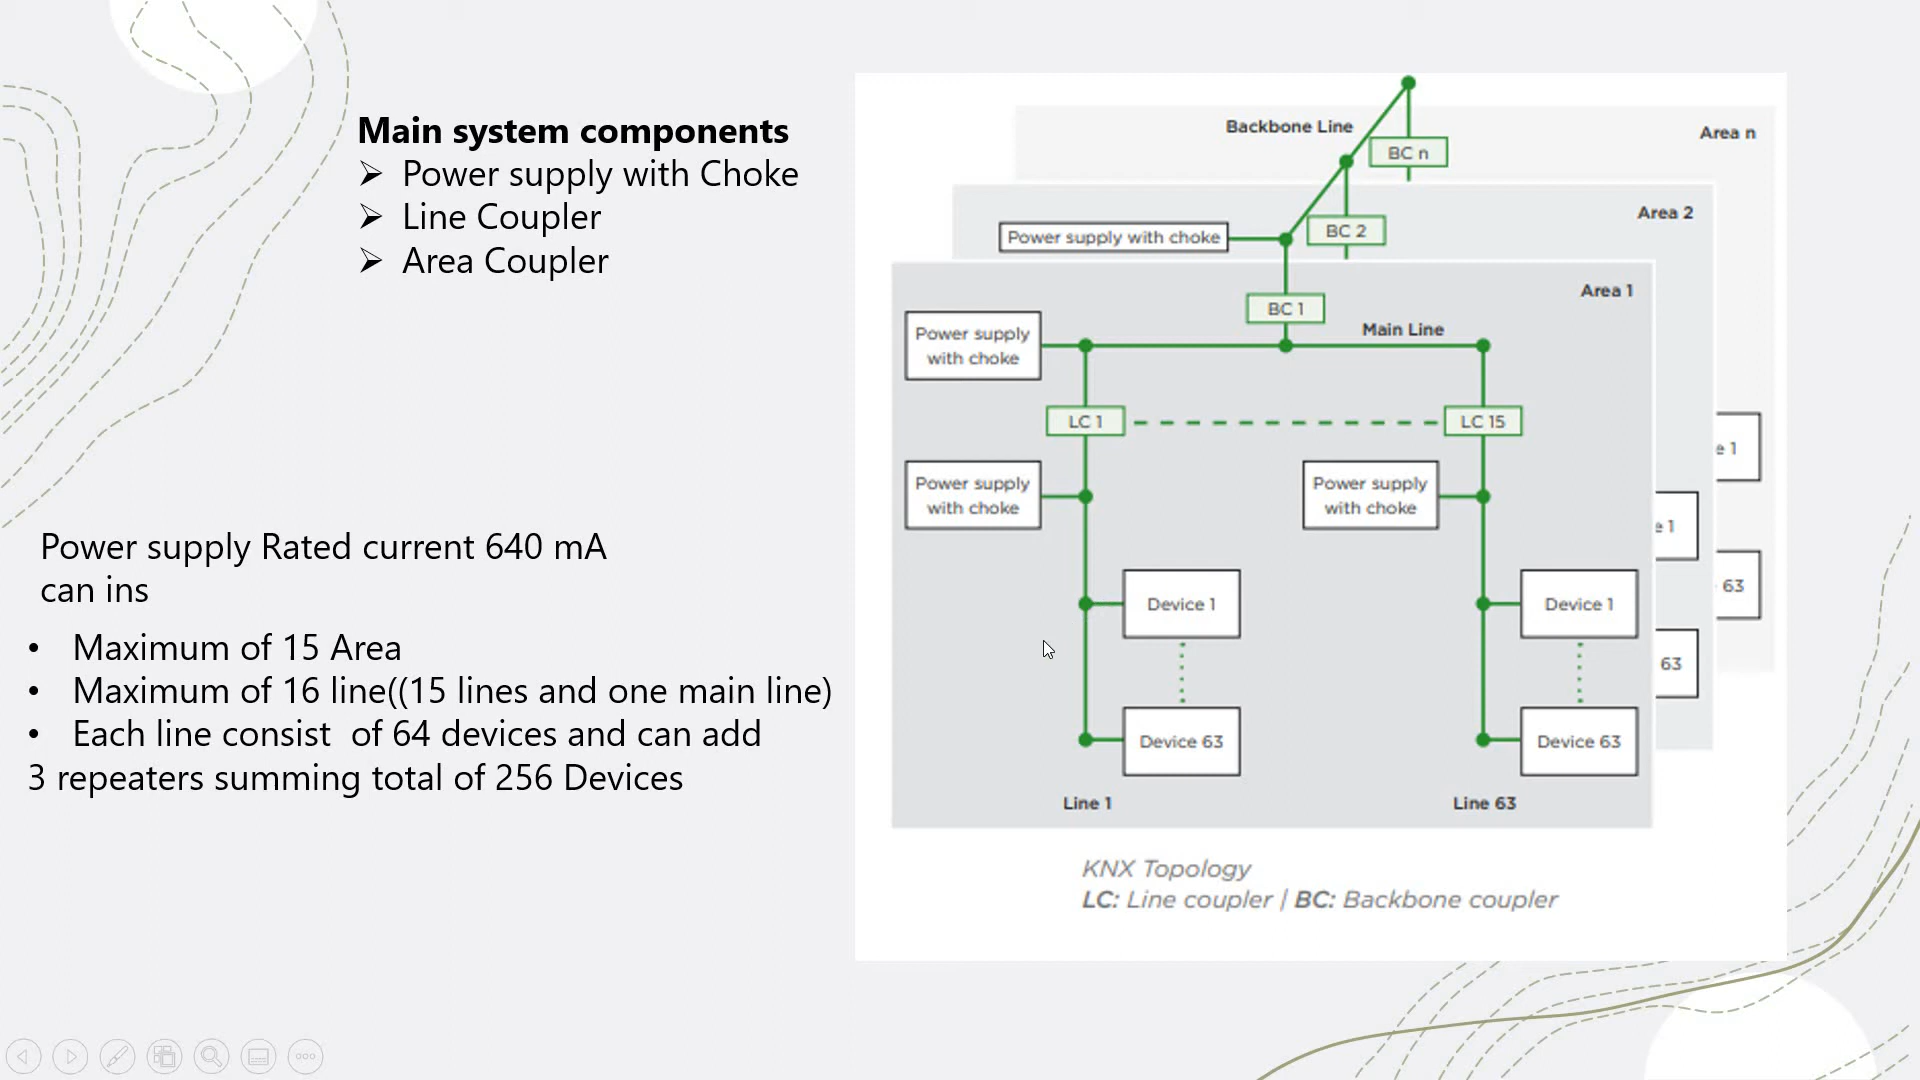 Main system components
Power supply with Choke
Line Coupler
Area Coupler
Power supply Rated current 640 mA
can ins
Maximum of 15 Area
Maximum of 16 line((15 lines and one main line)
Each line consist of 64 devices and can add
3 repeaters summing total of 256 Devices
Backbone Line
Area n
BC n
Area 2
BC 2
Power supply with choke
Area 1
BC 1
Main Line
Power supply
with choke
LC 1
LC 15
Power supply
with choke
Power supply
with choke
e 1
e 1
Device 1
Device 1
63
63
Device 63
Device 63
Line 1
Line 63
KNX Topology
LC: Line coupler | BC: Backbone coupler